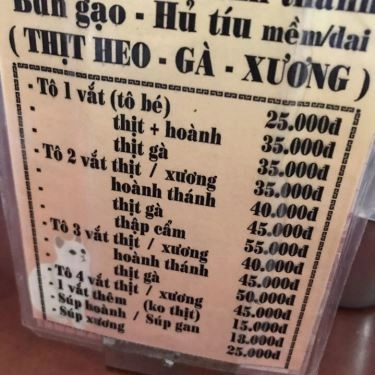 Bún gạo - Hủ tíu mềm/dai
( THỊT HEO - GÀ - XƯƠNG )
- Tô 1 vắt (tô bé) 25.000đ
thịt + hoành 35.000đ
thịt gà 35.000đ
- Tô 2 vắt thịt / xương 35.000đ
hoành thánh 40.000đ
thịt gà 45.000đ
thập cẩm 55.000đ
- Tô 3 vắt thịt / xương 40.000đ
hoành thánh 45.000đ
thịt gà 50.000đ
- Tô 4 vắt thịt / xương 45.000đ
- 1 vắt thêm (ko thịt) 15.000đ
- Súp hoành / Súp gan 18.000đ
- Súp xương 25.000đ